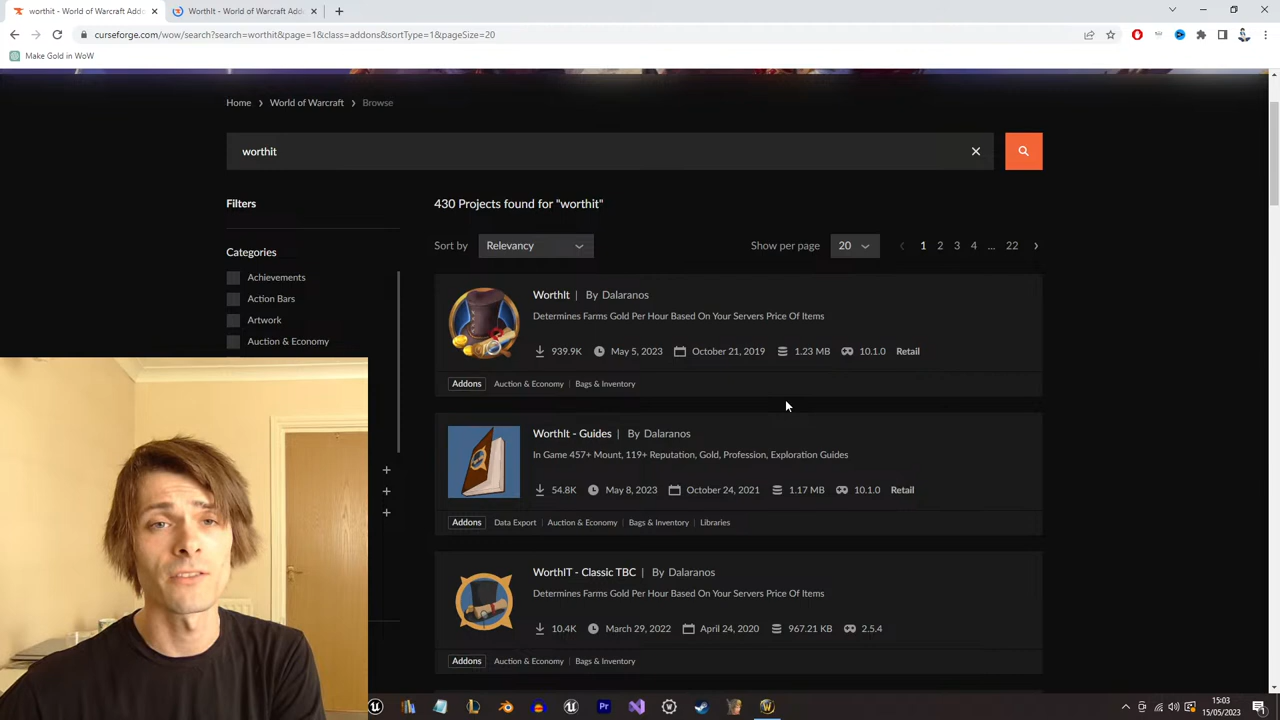 worthit - World of Warcraft Addo
WorthIt - World of Warcraft Addons
curseforge.com/wow/search?search=worthit&page=1&class=addons&sortType=1&pageSize=20
Make Gold in WoW
Home > World of Warcraft > Browse
worthit
Filters
430 Projects found for "worthit"
Sort by Relevancy Show per page 20 1 2 3 4 ... 22
Categories
Achievements
Action Bars
Artwork
Auction & Economy
WorthIt | By Dalaranos
Determines Farms Gold Per Hour Based On Your Servers Price Of Items
939.9K May 5, 2023 October 21, 2019 1.23 MB 10.1.0 Retail
Addons Auction & Economy Bags & Inventory
WorthIt - Guides | By Dalaranos
In Game 457+ Mount, 119+ Reputation, Gold, Profession, Exploration Guides
54.8K May 8, 2023 October 24, 2021 1.17 MB 10.1.0 Retail
Addons Data Export | Auction & Economy | Bags & Inventory | Libraries
WorthIT - Classic TBC | By Dalaranos
Determines Farms Gold Per Hour Based On Your Servers Price Of Items
10.4K March 29, 2022 April 24, 2020 967.21 KB 2.5.4
Addons Auction & Economy Bags & Inventory
15:03
15/05/2023